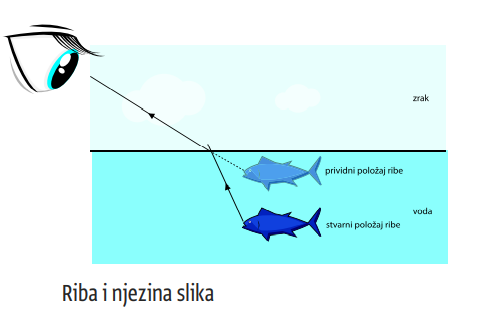 zrak
prividni položaj ribe
voda
stvarni položaj ribe
Riba i njezina slika